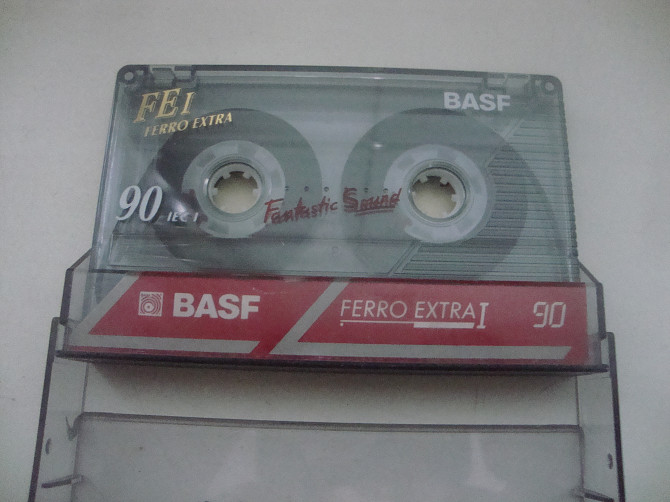 FE I
FERRO EXTRA
BASF
90 IEC I
Fantastic Sound
BASF
FERRO EXTRA I
90